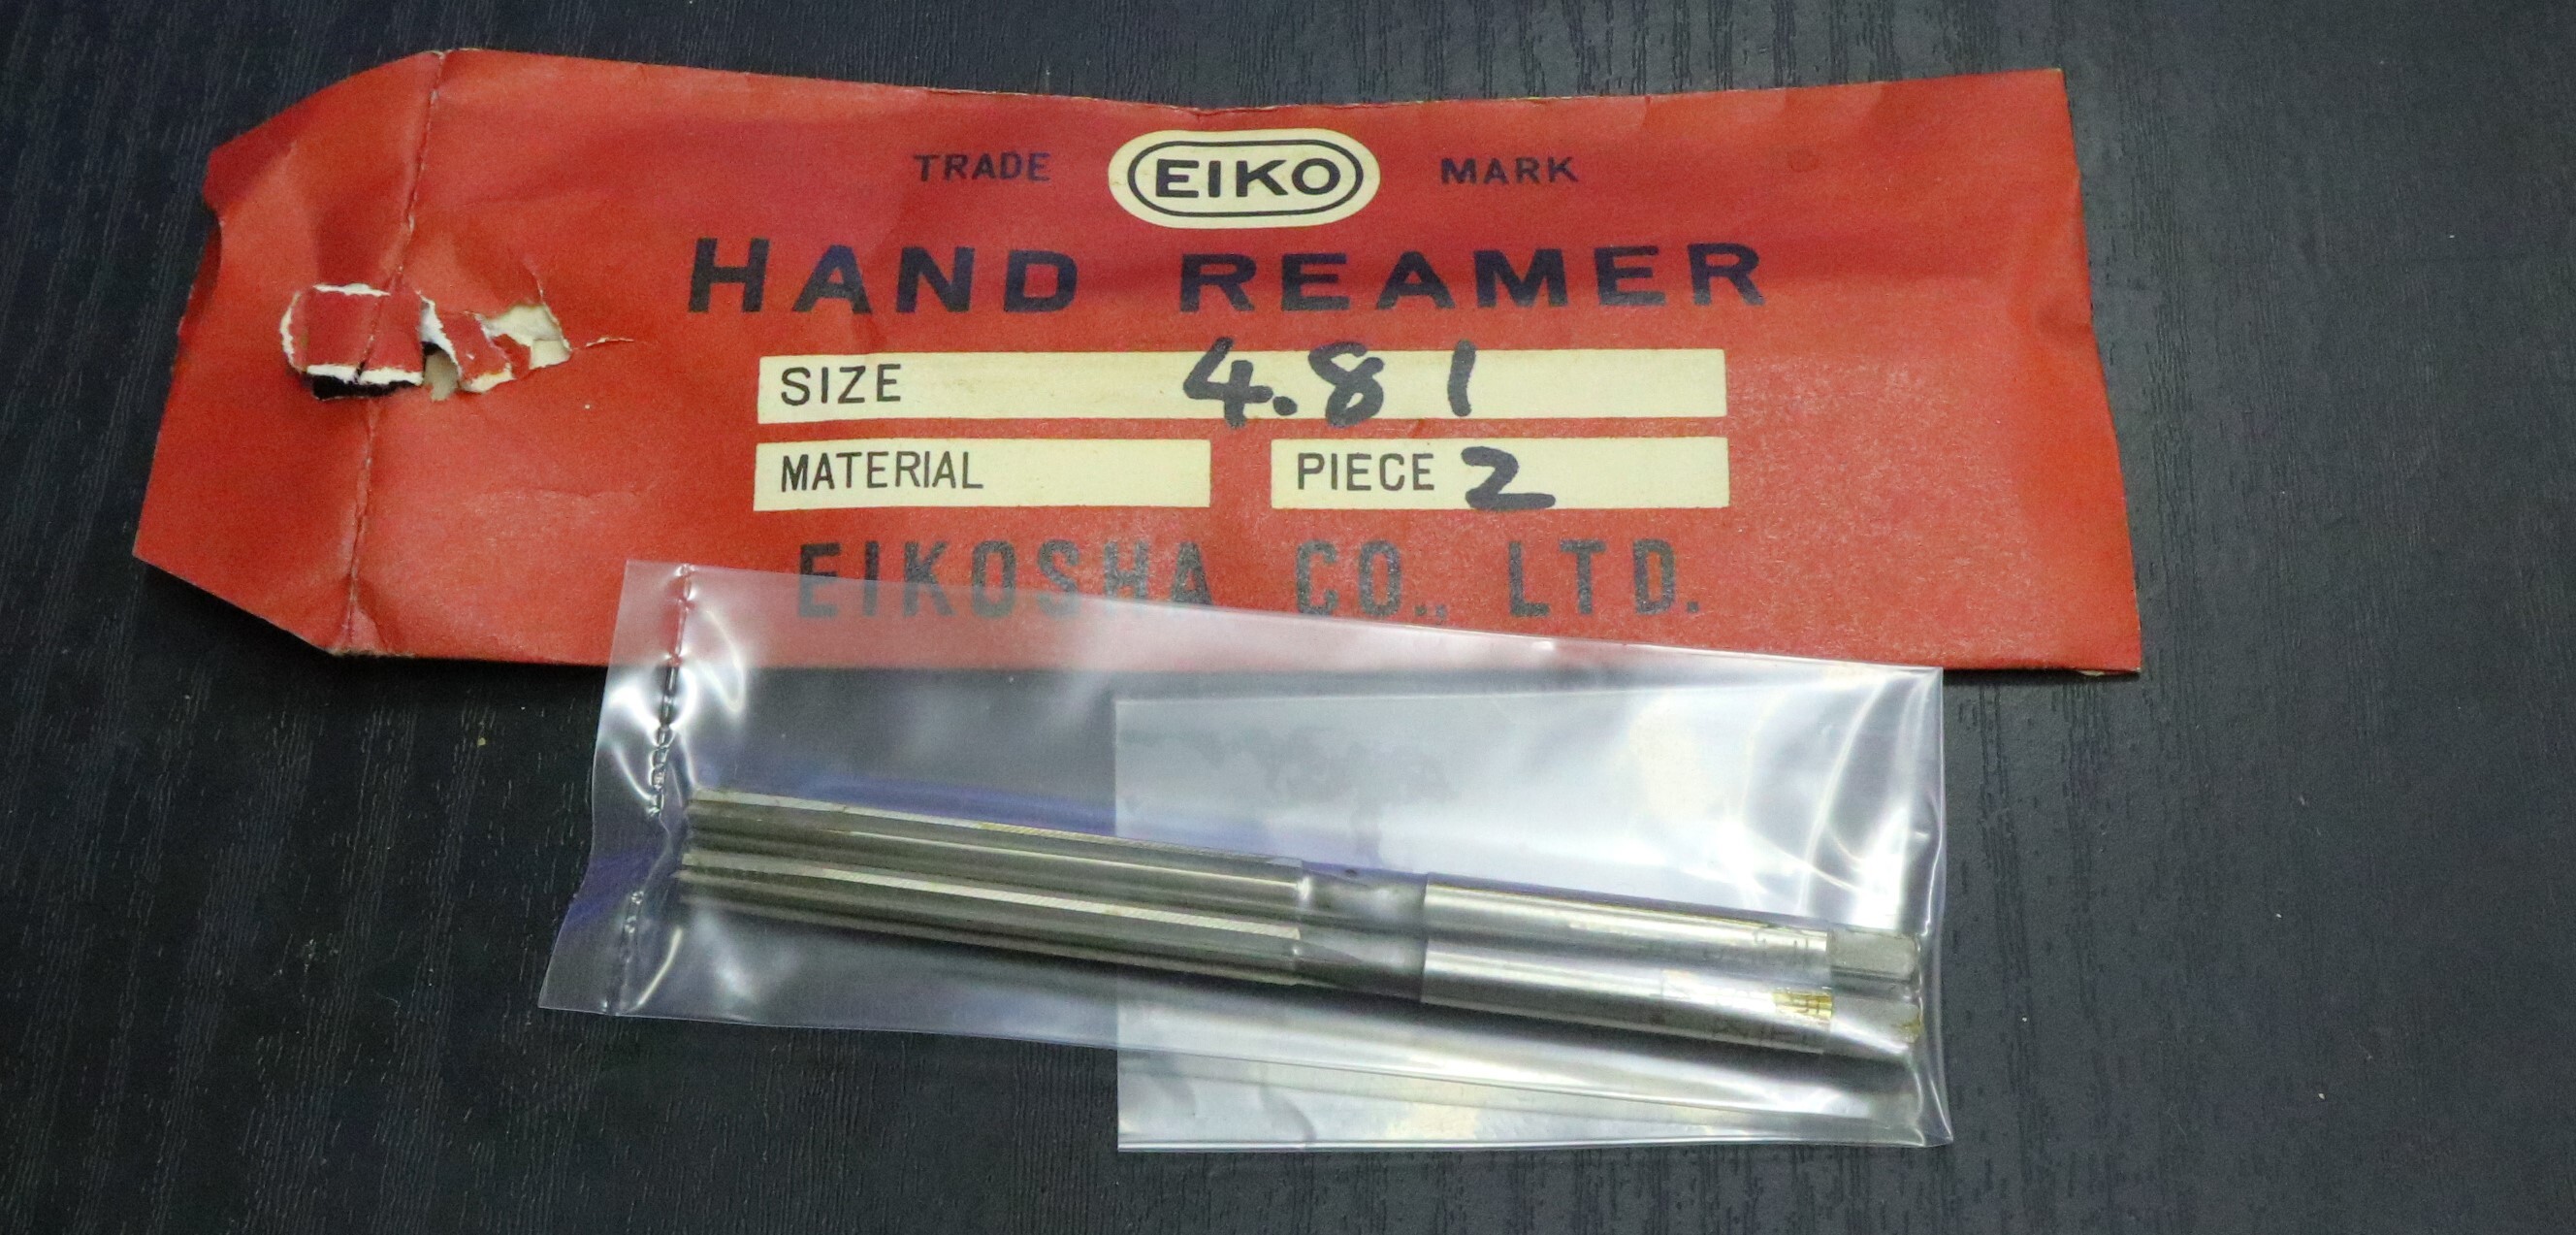 TRADE EIKO MARK
HAND REAMER
SIZE 4.81
MATERIAL PIECE 2
EIKOSHA CO., LTD.